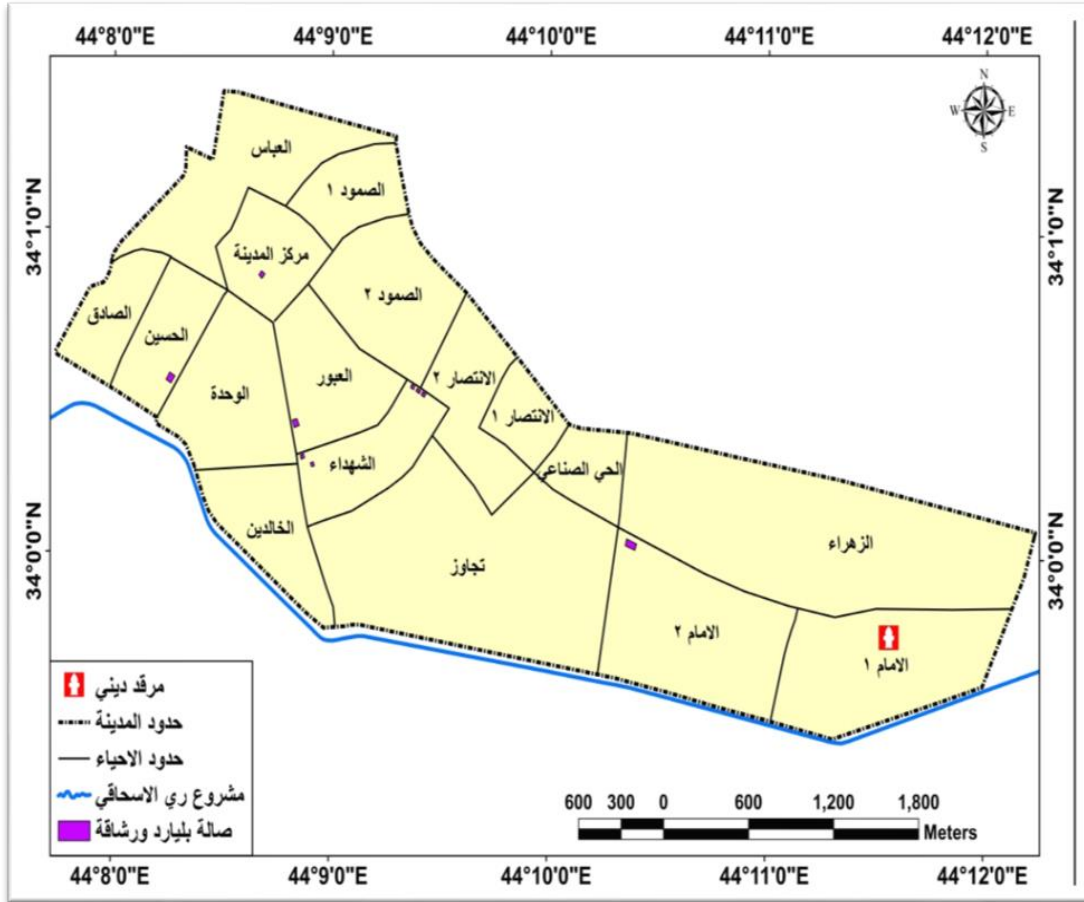 44°8'0"E 44°9'0"E 44°10'0"E 44°11'0"E 44°12'0"E
N
W E
S
34°1'0"N
34°1'0"N
34°0'0"N
34°0'0"N
العباس
الصمود ١
مركز المدينة
الصمود ٢
الصادق
الحسين
الوحدة
العبور
الانتصار ٢
الانتصار ١
الشهداء
الحي الصناعي
الخالدين
تجاوز
الزهراء
الامام ٢
الامام ١
مرقد ديني
حدود المدينة
حدود الاحياء
مشروع ري الاسحاقي
صالة بليارد ورشاقة
600 300 0 600 1,200 1,800
Meters
44°8'0"E 44°9'0"E 44°10'0"E 44°11'0"E 44°12'0"E